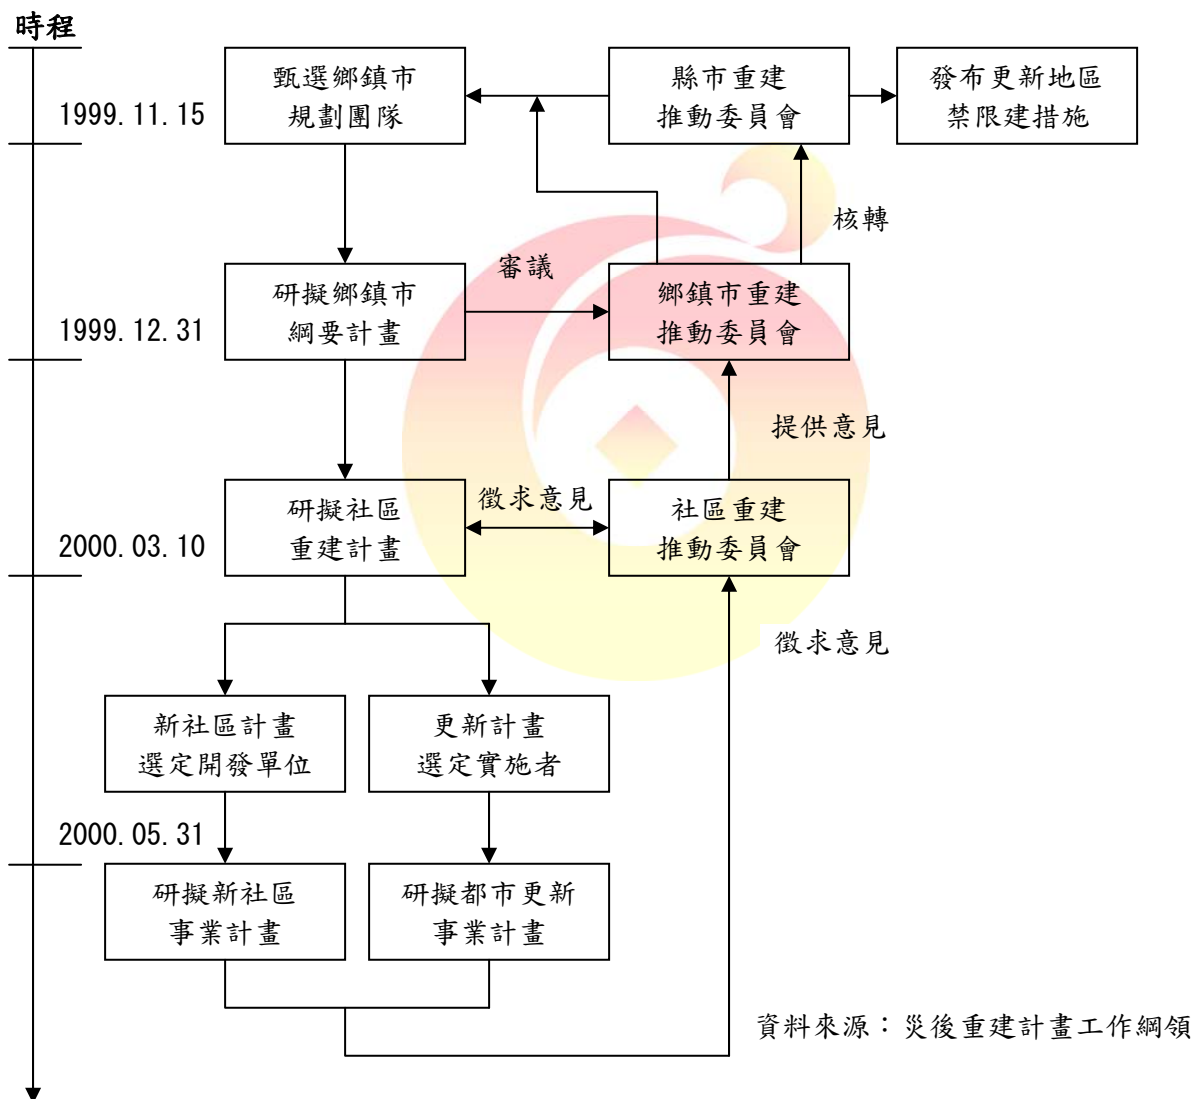 時程
甄選鄉鎮市
規劃團隊
縣市重建
推動委員會
發布更新地區
禁限建措施
1999.11.15
核轉
審議
研擬鄉鎮市
綱要計畫
鄉鎮市重建
推動委員會
1999.12.31
提供意見
研擬社區
重建計畫
徵求意見
社區重建
推動委員會
2000.03.10
徵求意見
新社區計畫
選定開發單位
更新計畫
選定實施者
2000.05.31
研擬新社區
事業計畫
研擬都市更新
事業計畫
資料來源：災後重建計畫工作綱領